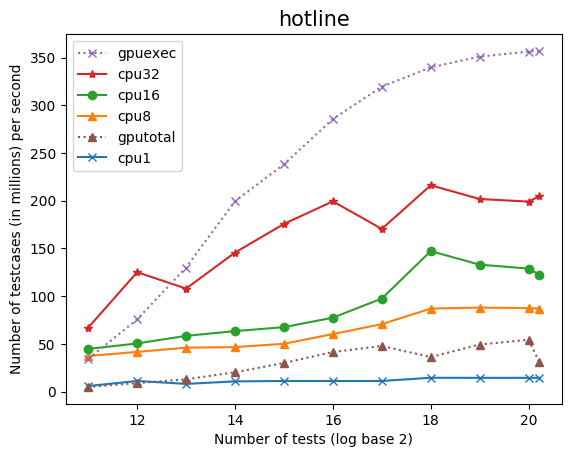 hotline
Number of testcases (in millions) per second
350
300
250
200
150
100
50
0
gpuexec
cpu32
cpu16
cpu8
gputotal
cpu1
12
14
16
18
20
Number of tests (log base 2)